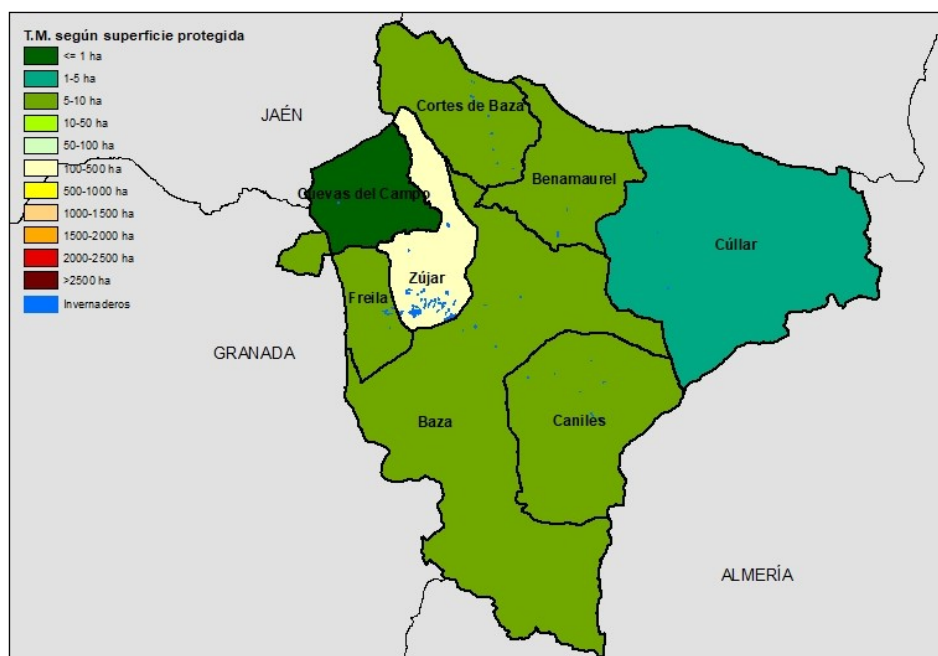 T.M. según superficie protegida
<= 1 ha
1-5 ha
5-10 ha
10-50 ha
50-100 ha
100-500 ha
500-1000 ha
1000-1500 ha
1500-2000 ha
2000-2500 ha
>2500 ha
Invernaderos
JAÉN
Cortes de Baza
Benamaurel
Cuevas del Campo
Cúllar
Zújar
Freila
GRANADA
Baza
Caniles
ALMERÍA